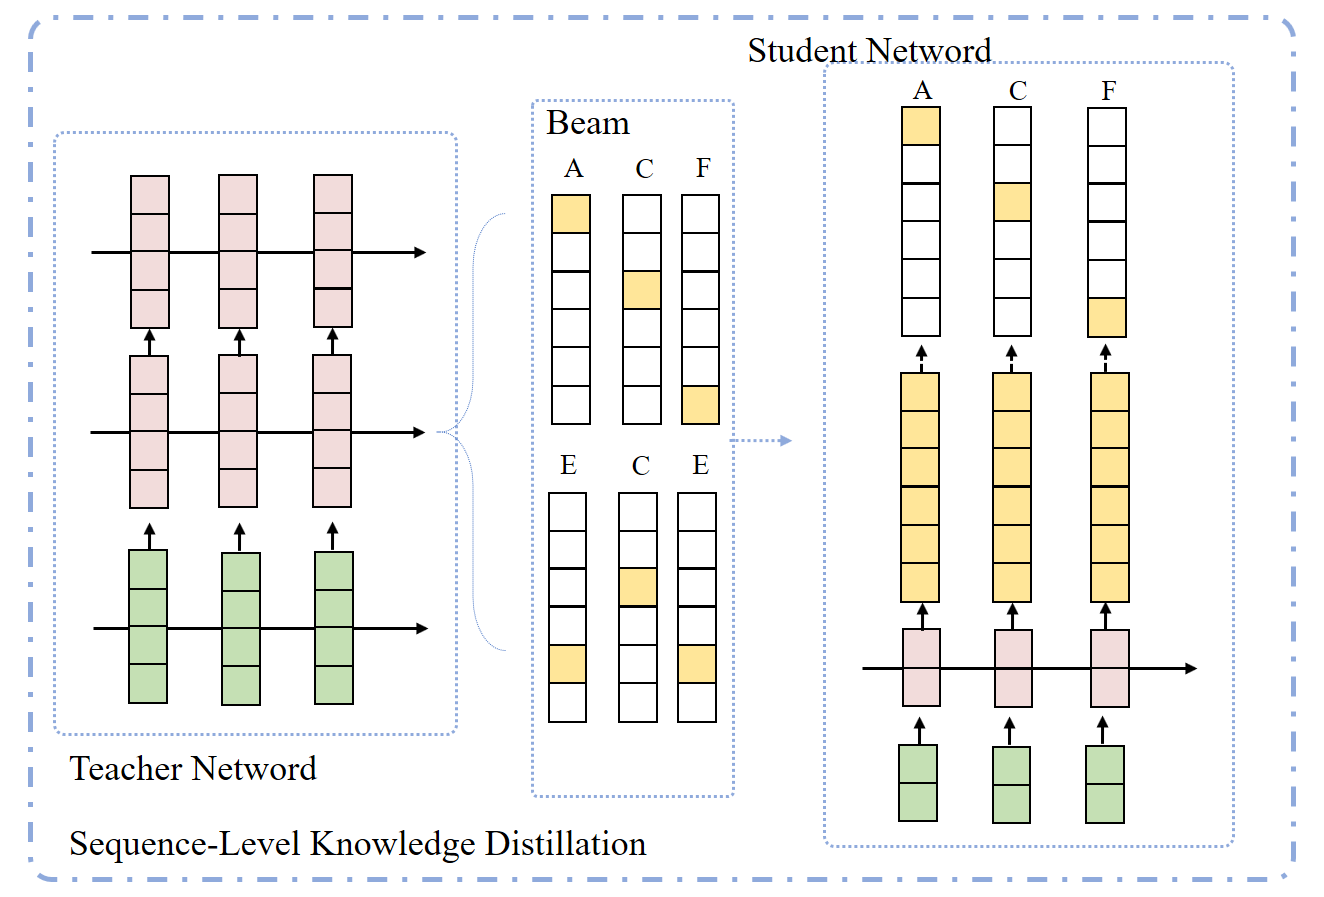 Student Netword
A C F
Beam
A C F
E C E
Teacher Netword
Sequence-Level Knowledge Distillation